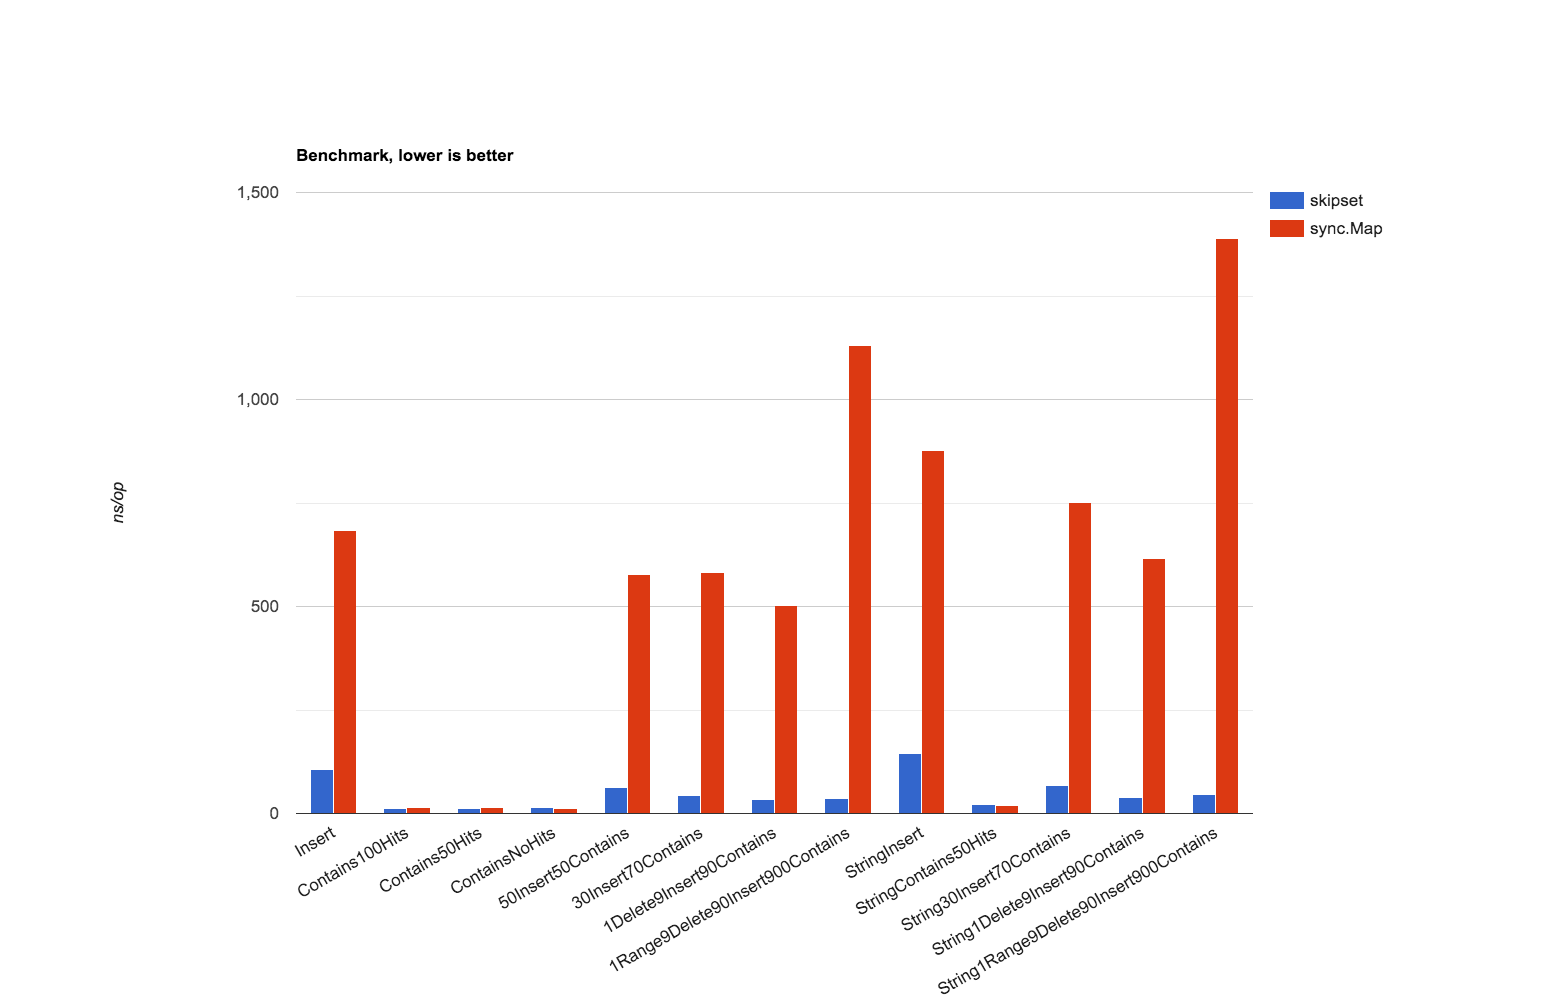 Benchmark, lower is better
1,500
1,000
500
0
ns/op
skipset
sync.Map
Insert
Contains100Hits
Contains50Hits
ContainsNoHits
50Insert50Contains
30Insert70Contains
1Delete9Insert90Contains
1Range9Delete90Insert900Contains
StringInsert
StringContains50Hits
String30Insert70Contains
String1Delete9Insert90Contains
String1Range9Delete90Insert900Contains